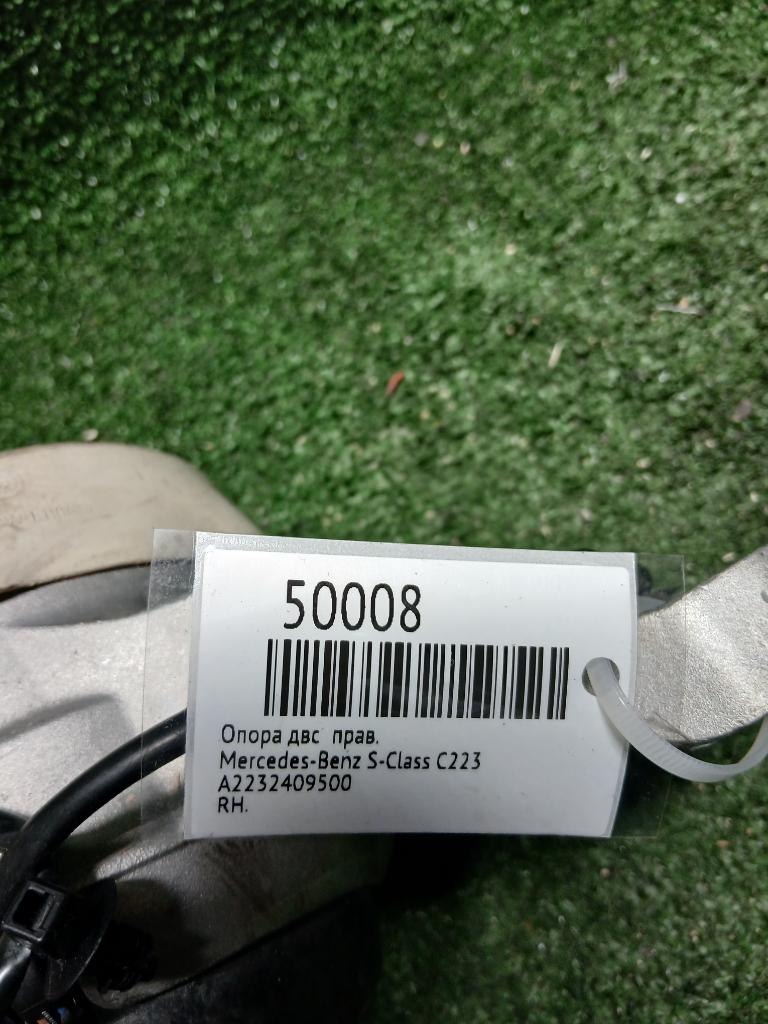 50008
Опора двс прав.
Mercedes-Benz S-Class C223
A2232409500
RH.